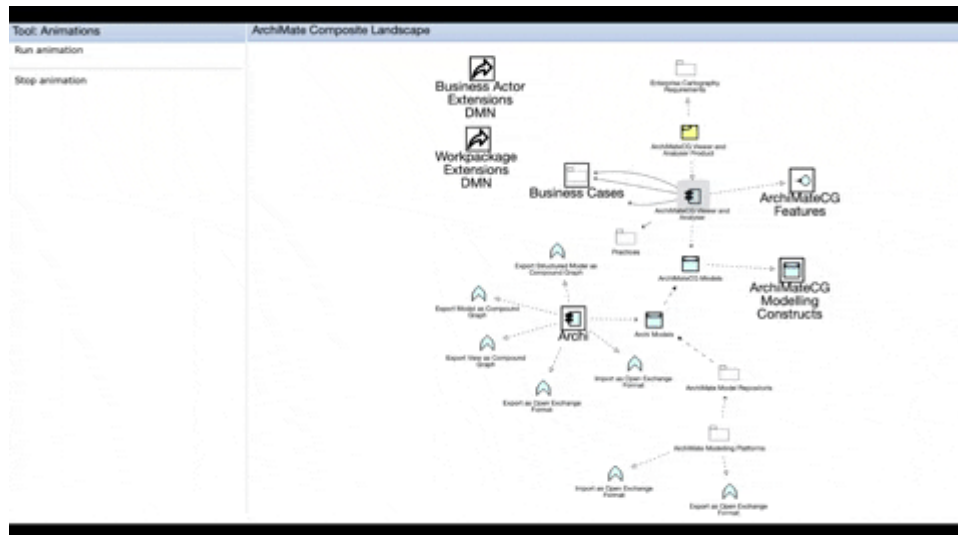 Tool: Animations
ArchiMate Composite Landscape
Run animation
Stop animation
Business Actor
Extensions
DMN
Enterprise Cartography
Requirements
Workpackage
Extensions
DMN
ArchiMateCG Viewer and
Analyser Product
Business Cases
ArchiMateCG Viewer and
Analyser
ArchiMateCG
Features
Practices
Export Structured Model as
Compound Graph
ArchiMateCG Models
ArchiMateCG
Modelling
Constructs
Export Model as Compound
Graph
Archi
Archi Models
Export View as Compound
Graph
Import as Open Exchange
Format
Export as Open Exchange
Format
ArchiMate Model Repositoris
ArchiMate Modelling Platforms
Import as Open Exchange
Format
Export as Open Exchange
Format